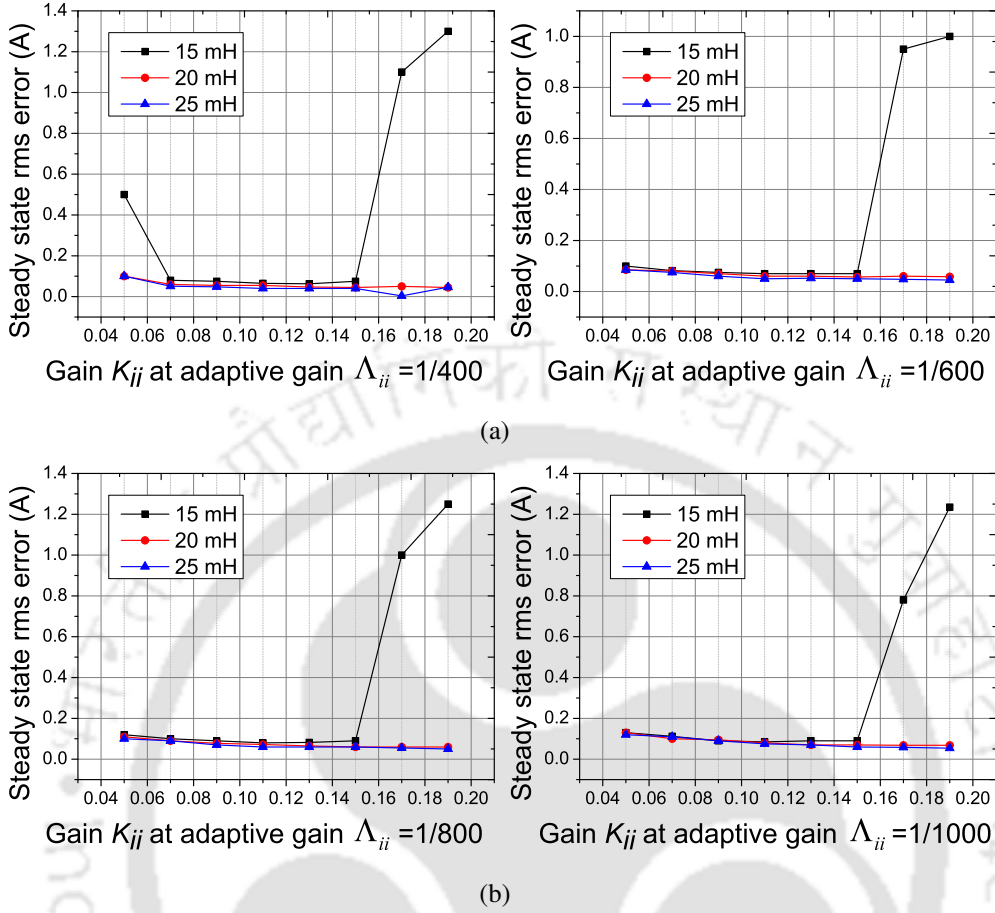 Steady state rms error (A)
1.4
1.2
1.0
0.8
0.6
0.4
0.2
0.0
15 mH
20 mH
25 mH
0.04 0.06 0.08 0.10 0.12 0.14 0.16 0.18 0.20
Gain Kii at adaptive gain Λii =1/400
Steady state rms error (A)
1.0
0.8
0.6
0.4
0.2
0.0
15 mH
20 mH
25 mH
0.04 0.06 0.08 0.10 0.12 0.14 0.16 0.18 0.20
Gain Kii at adaptive gain Λii =1/600
(a)
Steady state rms error (A)
1.4
1.2
1.0
0.8
0.6
0.4
0.2
0.0
15 mH
20 mH
25 mH
0.04 0.06 0.08 0.10 0.12 0.14 0.16 0.18 0.20
Gain Kii at adaptive gain Λii =1/800
Steady state rms error (A)
1.4
1.2
1.0
0.8
0.6
0.4
0.2
0.0
15 mH
20 mH
25 mH
0.04 0.06 0.08 0.10 0.12 0.14 0.16 0.18 0.20
Gain Kii at adaptive gain Λii =1/1000
(b)